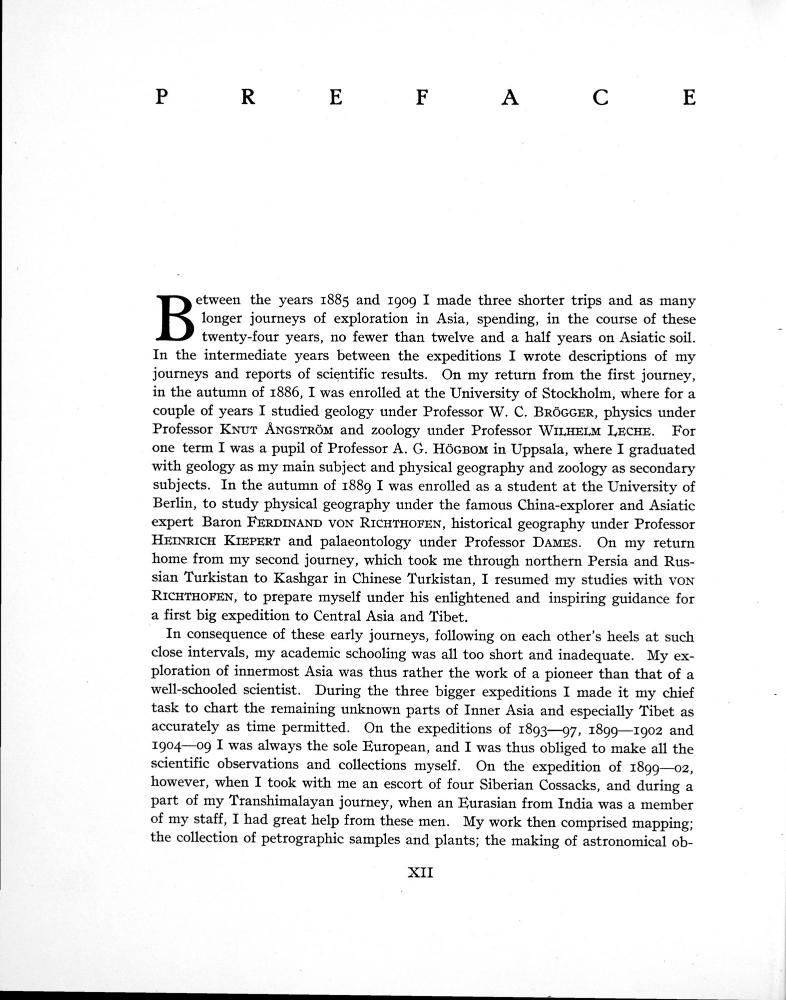 P R E F A C E
Between the years 1885 and 1909 I made three shorter trips and as many
longer journeys of exploration in Asia, spending, in the course of these
twenty-four years, no fewer than twelve and a half years on Asiatic soil.
In the intermediate years between the expeditions I wrote descriptions of my
journeys and reports of scientific results. On my return from the first journey,
in the autumn of 1886, I was enrolled at the University of Stockholm, where for a
couple of years I studied geology under Professor W. C. BRÖGGER, physics under
Professor KNUT ÅNGSTRÖM and zoology under Professor WILHELM LECHE. For
one term I was a pupil of Professor A. G. HÖGBOM in Uppsala, where I graduated
with geology as my main subject and physical geography and zoology as secondary
subjects. In the autumn of 1889 I was enrolled as a student at the University of
Berlin, to study physical geography under the famous China-explorer and Asiatic
expert Baron FERDINAND VON RICHTHOFEN, historical geography under Professor
HEINRICH KIEPERT and palaeontology under Professor DAMES. On my return
home from my second journey, which took me through northern Persia and Rus-
sian Turkistan to Kashgar in Chinese Turkistan, I resumed my studies with VON
RICHTHOFEN, to prepare myself under his enlightened and inspiring guidance for
a first big expedition to Central Asia and Tibet.
In consequence of these early journeys, following on each other's heels at such
close intervals, my academic schooling was all too short and inadequate. My ex-
ploration of innermost Asia was thus rather the work of a pioneer than that of a
well-schooled scientist. During the three bigger expeditions I made it my chief
task to chart the remaining unknown parts of Inner Asia and especially Tibet as
accurately as time permitted. On the expeditions of 1893—97, 1899—1902 and
1904—09 I was always the sole European, and I was thus obliged to make all the
scientific observations and collections myself. On the expedition of 1899—02,
however, when I took with me an escort of four Siberian Cossacks, and during a
part of my Transhimalayan journey, when an Eurasian from India was a member
of my staff, I had great help from these men. My work then comprised mapping;
the collection of petrographic samples and plants; the making of astronomical ob-
XII